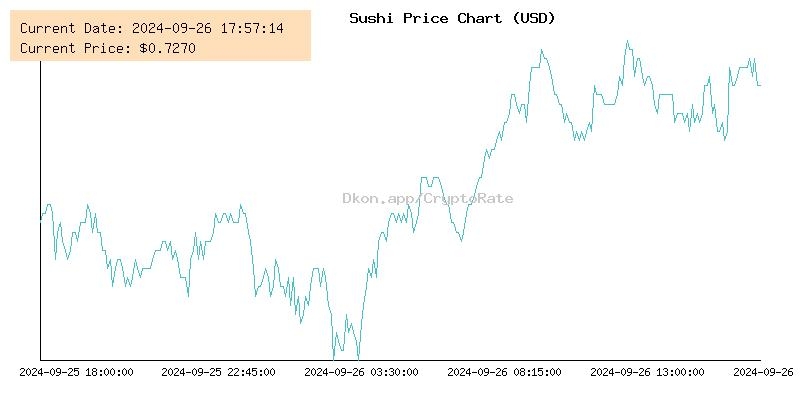 Sushi Price Chart (USD)
Current Date: 2024-09-26 17:57:14
Current Price: $0.7270
Dkon.app/CryptoRate
2024-09-25 18:00:00 2024-09-25 22:45:00 2024-09-26 03:30:00 2024-09-26 08:15:00 2024-09-26 13:00:00 2024-09-26